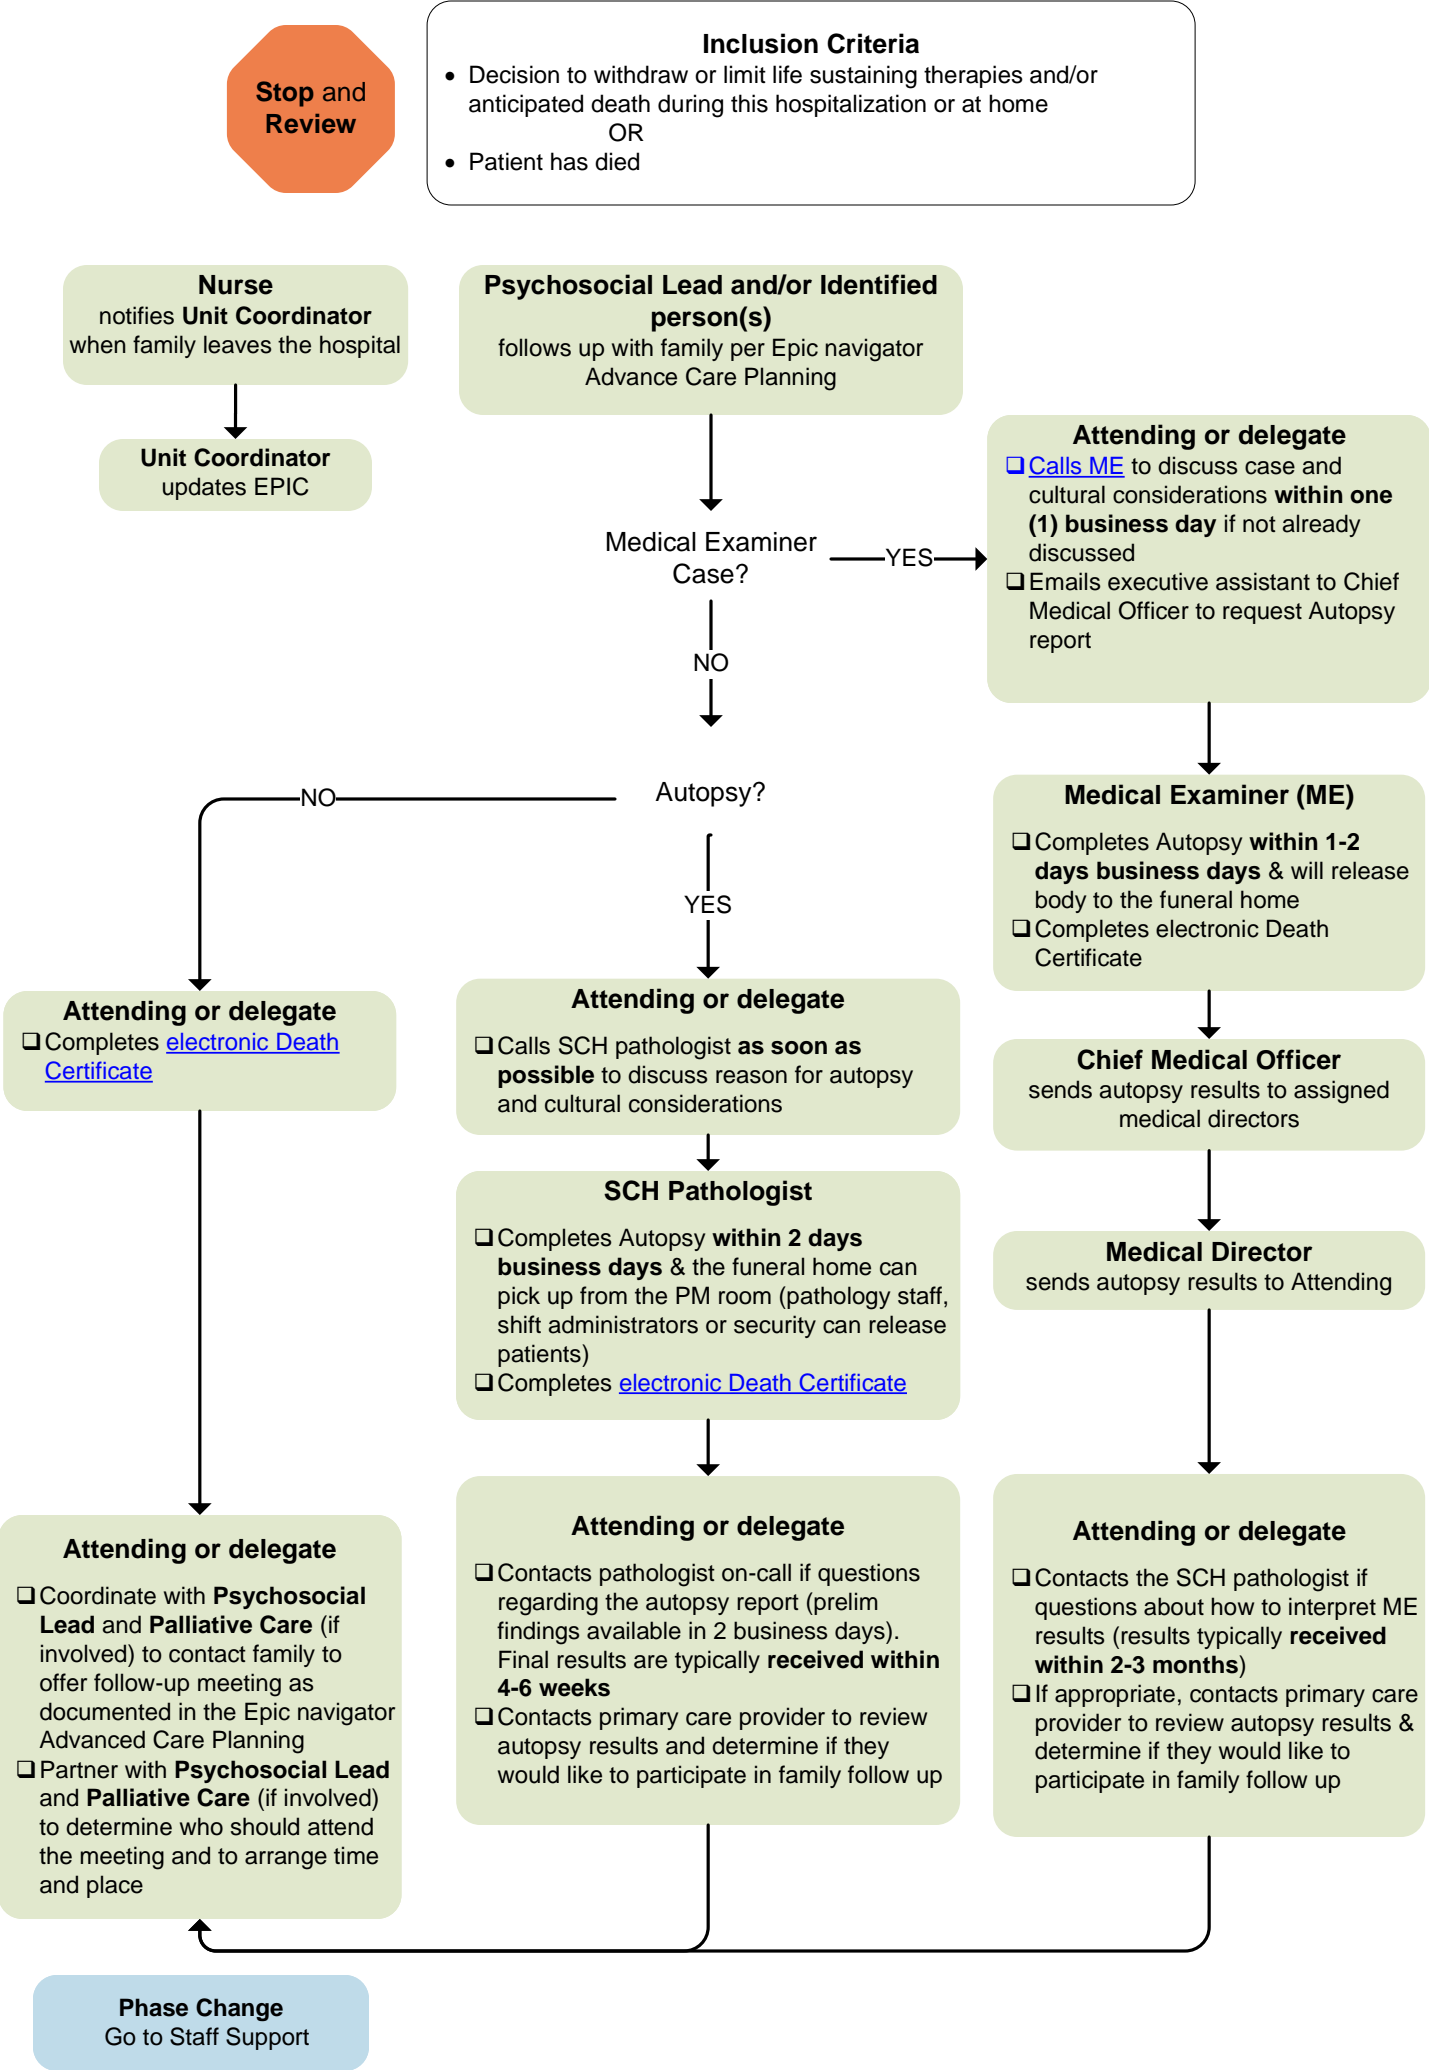 Stop and
Review
Inclusion Criteria
• Decision to withdraw or limit life sustaining therapies and/or
anticipated death during this hospitalization or at home
OR
• Patient has died
Nurse
notifies Unit Coordinator
when family leaves the hospital
Unit Coordinator
updates EPIC
Psychosocial Lead and/or Identified
person(s)
follows up with family per Epic navigator
Advance Care Planning
Medical Examiner
Case?
YES
NO
Attending or delegate
❑ Calls ME to discuss case and
cultural considerations within one
(1) business day if not already
discussed
❑ Emails executive assistant to Chief
Medical Officer to request Autopsy
report
Autopsy?
NO
YES
Medical Examiner (ME)
❑ Completes Autopsy within 1-2
days business days & will release
body to the funeral home
❑ Completes electronic Death
Certificate
Attending or delegate
❑ Completes electronic Death
Certificate
Attending or delegate
❑ Calls SCH pathologist as soon as
possible to discuss reason for autopsy
and cultural considerations
Chief Medical Officer
sends autopsy results to assigned
medical directors
SCH Pathologist
❑ Completes Autopsy within 2 days
business days & the funeral home can
pick up from the PM room (pathology staff,
shift administrators or security can release
patients)
❑ Completes electronic Death Certificate
Medical Director
sends autopsy results to Attending
Attending or delegate
❑ Coordinate with Psychosocial
Lead and Palliative Care (if
involved) to contact family to
offer follow-up meeting as
documented in the Epic navigator
Advanced Care Planning
❑ Partner with Psychosocial Lead
and Palliative Care (if involved)
to determine who should attend
the meeting and to arrange time
and place
Attending or delegate
❑ Contacts pathologist on-call if questions
regarding the autopsy report (prelim
findings available in 2 business days).
Final results are typically received within
4-6 weeks
❑ Contacts primary care provider to review
autopsy results and determine if they
would like to participate in family follow up
Attending or delegate
❑ Contacts the SCH pathologist if
questions about how to interpret ME
results (results typically received
within 2-3 months)
❑ If appropriate, contacts primary care
provider to review autopsy results &
determine if they would like to
participate in family follow up
Phase Change
Go to Staff Support